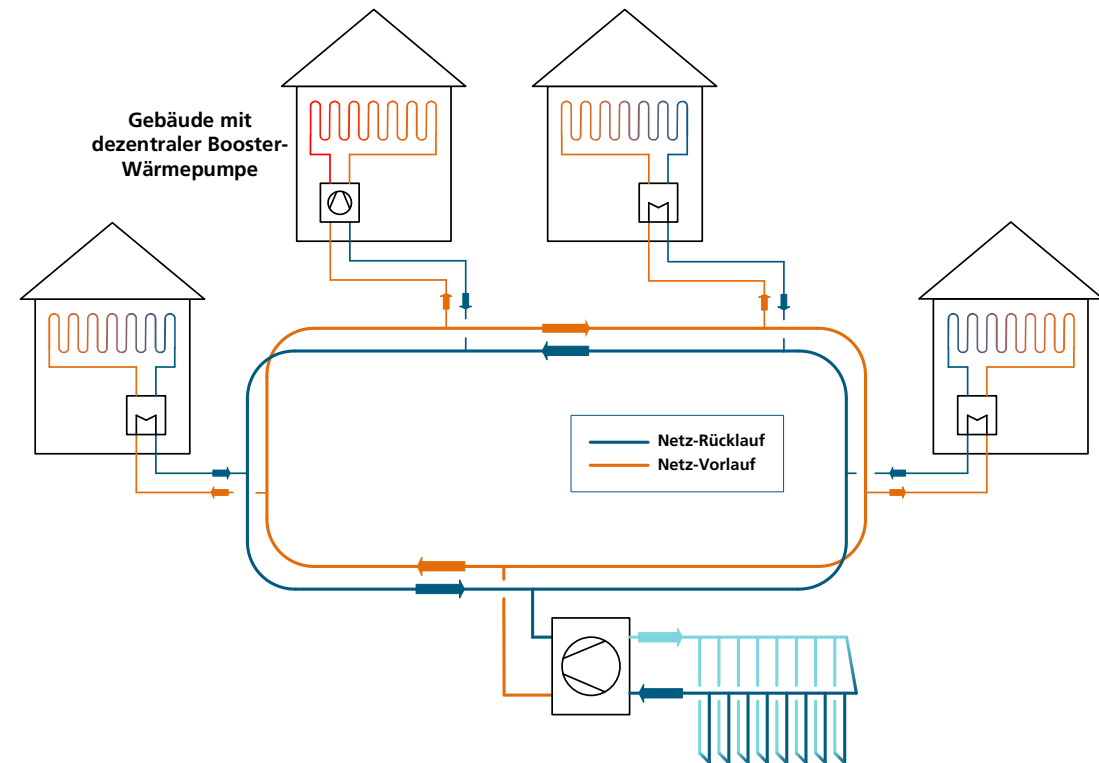 Gebäude mit
dezentraler Booster-
Wärmepumpe
Netz-Rücklauf
Netz-Vorlauf